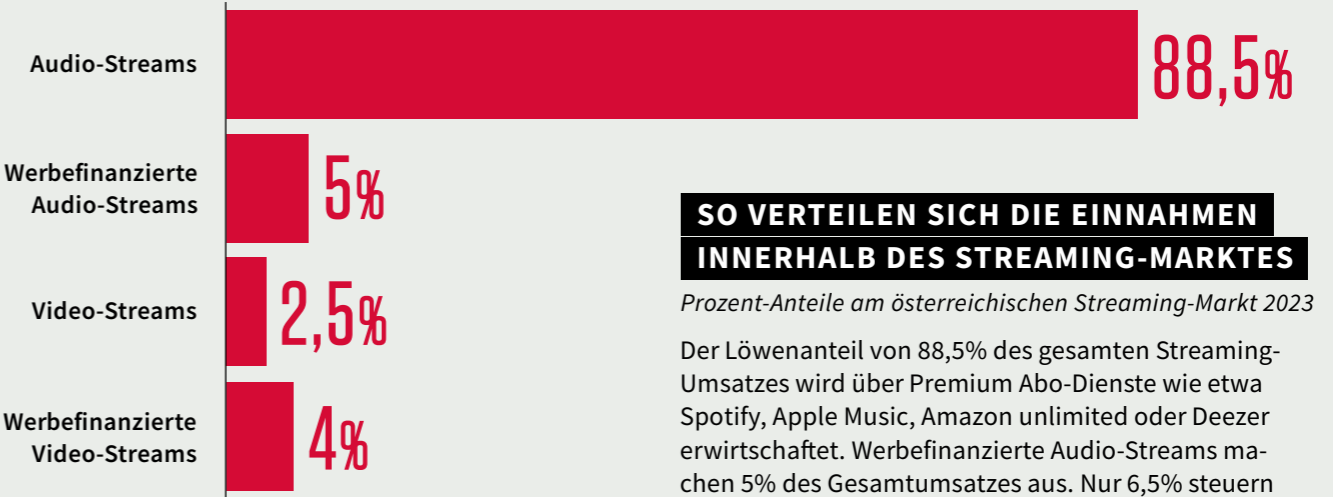 Audio-Streams
88,5%
Werbefinanzierte
Audio-Streams
5%
Video-Streams
2,5%
Werbefinanzierte
Video-Streams
4%
SO VERTEILEN SICH DIE EINNAHMEN
INNERHALB DES STREAMING-MARKTES
Prozent-Anteile am österreichischen Streaming-Markt 2023
Der Löwenanteil von 88,5% des gesamten Streaming-
Umsatzes wird über Premium Abo-Dienste wie etwa
Spotify, Apple Music, Amazon unlimited oder Deezer
erwirtschaftet. Werbefinanzierte Audio-Streams ma-
chen 5% des Gesamtumsatzes aus. Nur 6,5% steuern